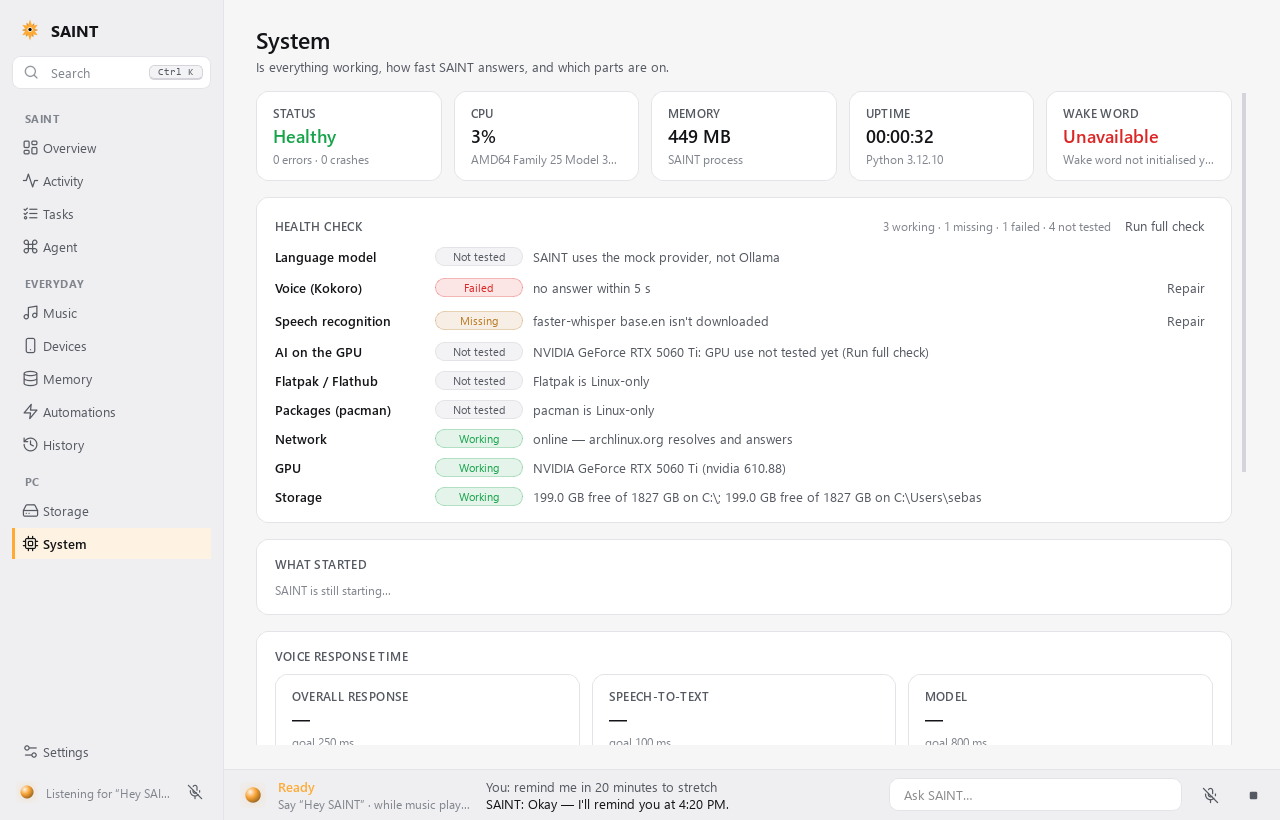 SAINT
Search
Ctrl K
SAINT
Overview
Activity
Tasks
Agent
EVERYDAY
Music
Devices
Memory
Automations
History
PC
Storage
System
Settings
Listening for “Hey SAI...
System
Is everything working, how fast SAINT answers, and which parts are on.
STATUS
Healthy
0 errors · 0 crashes
CPU
3%
AMD64 Family 25 Model 3...
MEMORY
449 MB
SAINT process
UPTIME
00:00:32
Python 3.12.10
WAKE WORD
Unavailable
Wake word not initialised y...
HEALTH CHECK
3 working · 1 missing · 1 failed · 4 not tested
Run full check
Language model Not tested SAINT uses the mock provider, not Ollama
Voice (Kokoro) Failed no answer within 5 s Repair
Speech recognition Missing faster-whisper base.en isn't downloaded Repair
AI on the GPU Not tested NVIDIA GeForce RTX 5060 Ti: GPU use not tested yet (Run full check)
Flatpak / Flathub Not tested Flatpak is Linux-only
Packages (pacman) Not tested pacman is Linux-only
Network Working online — archlinux.org resolves and answers
GPU Working NVIDIA GeForce RTX 5060 Ti (nvidia 610.88)
Storage Working 199.0 GB free of 1827 GB on C:\; 199.0 GB free of 1827 GB on C:\Users\sebas
WHAT STARTED
SAINT is still starting...
VOICE RESPONSE TIME
OVERALL RESPONSE
—
goal 250 ms
SPEECH-TO-TEXT
—
goal 100 ms
MODEL
—
goal 800 ms
Ready
Say “Hey SAINT” · while music play...
You: remind me in 20 minutes to stretch
SAINT: Okay — I'll remind you at 4:20 PM.
Ask SAINT...